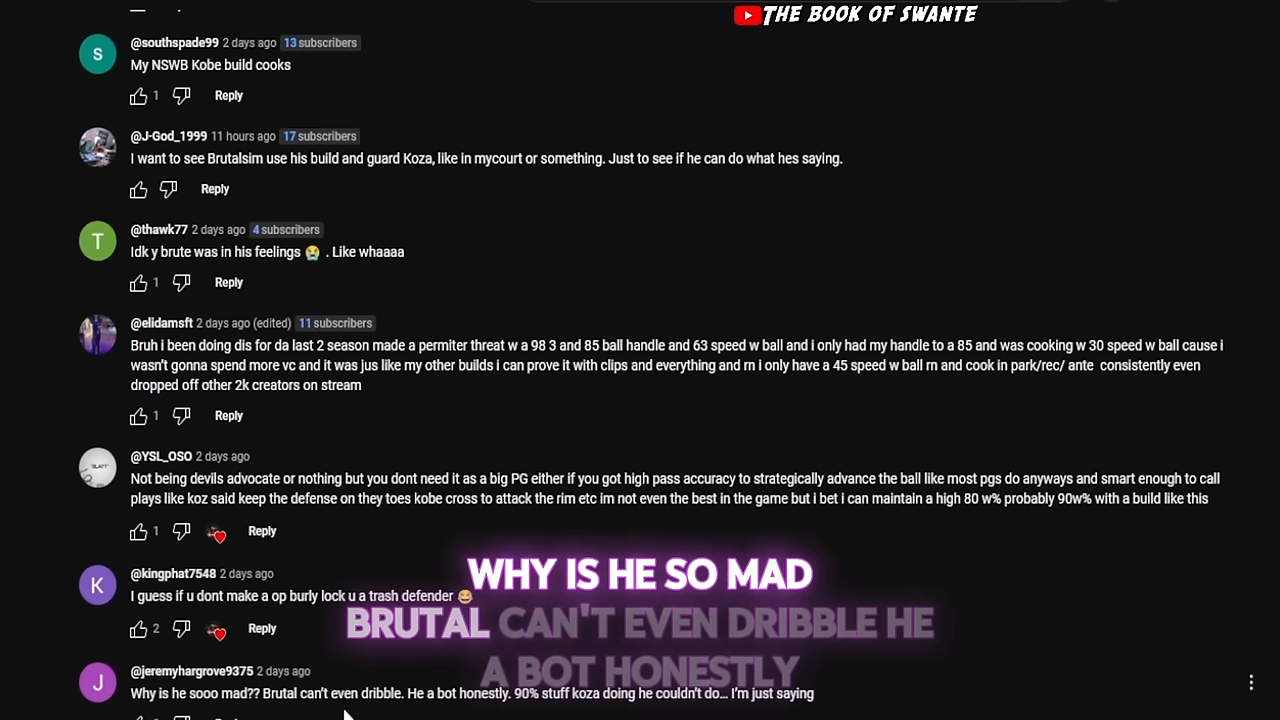 THE BOOK OF SWANTE
S
@southspade99 2 days ago 13 subscribers
My NSWB Kobe build cooks
1 Reply
@J-God_1999 11 hours ago 17 subscribers
I want to see Brutalsim use his build and guard Koza, like in mycourt or something. Just to see if he can do what hes saying.
Reply
T
@thawk77 2 days ago 4 subscribers
Idk y brute was in his feelings 😭 . Like whaaaa
1 Reply
@elidamsft 2 days ago (edited) 11 subscribers
Bruh i been doing dis for da last 2 season made a permiter threat w a 98 3 and 85 ball handle and 63 speed w ball and i only had my handle to a 85 and was cooking w 30 speed w ball cause i
wasn't gonna spend more vc and it was jus like my other builds i can prove it with clips and everything and rn i only have a 45 speed w ball rn and cook in park/rec/ ante consistently even
dropped off other 2k creators on stream
1 Reply
@YSL_OSO 2 days ago
Not being devils advocate or nothing but you dont need it as a big PG either if you got high pass accuracy to strategically advance the ball like most pgs do anyways and smart enough to call
plays like koz said keep the defense on they toes kobe cross to attack the rim etc im not even the best in the game but i bet i can maintain a high 80 w% probably 90w% with a build like this
1 Reply
WHY IS HE SO MAD
K
@kingphat7548 2 days ago
I guess if u dont make a op burly lock u a trash defender 😂
BRUTAL CAN'T EVEN DRIBBLE HE
2 Reply
A BOT HONESTLY
J
@jeremyhargrove9375 2 days ago
Why is he sooo mad?? Brutal can't even dribble. He a bot honestly. 90% stuff koza doing he couldn't do... I'm just saying